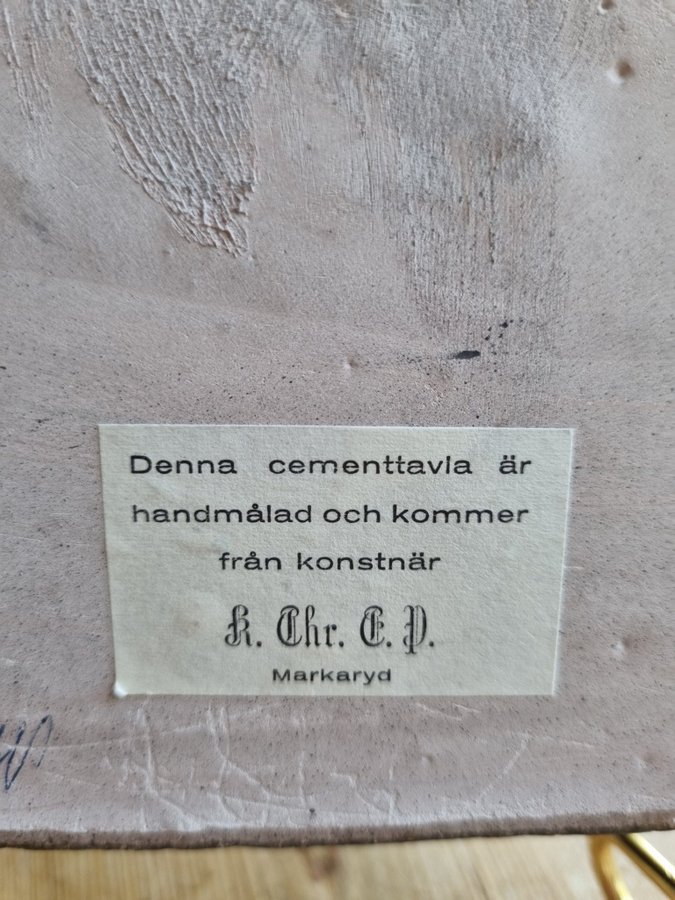 Denna cementtavla är
handmålad och kommer
från konstnär
K. Chr. E. P.
Markaryd